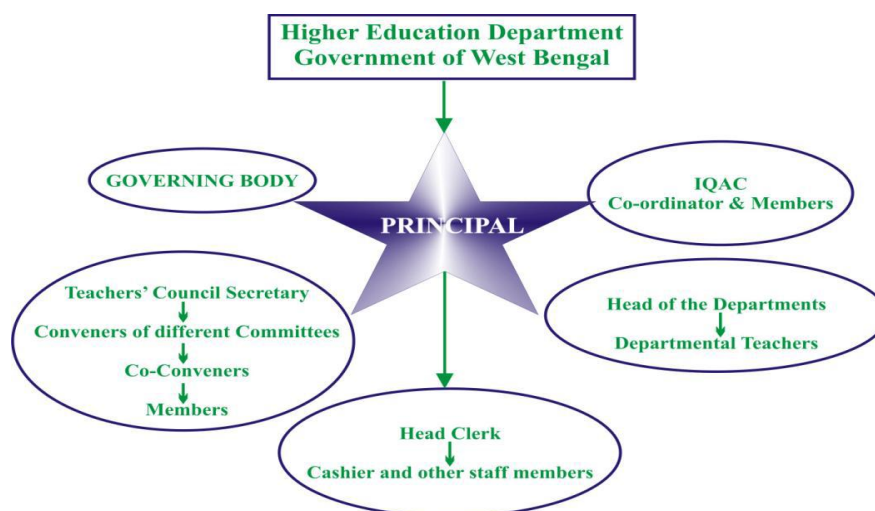 Higher Education Department
Government of West Bengal
GOVERNING BODY
IQAC
Co-ordinator & Members
PRINCIPAL
Teachers’ Council Secretary
Conveners of different Committees
Co-Conveners
Members
Head of the Departments
Departmental Teachers
Head Clerk
Cashier and other staff members